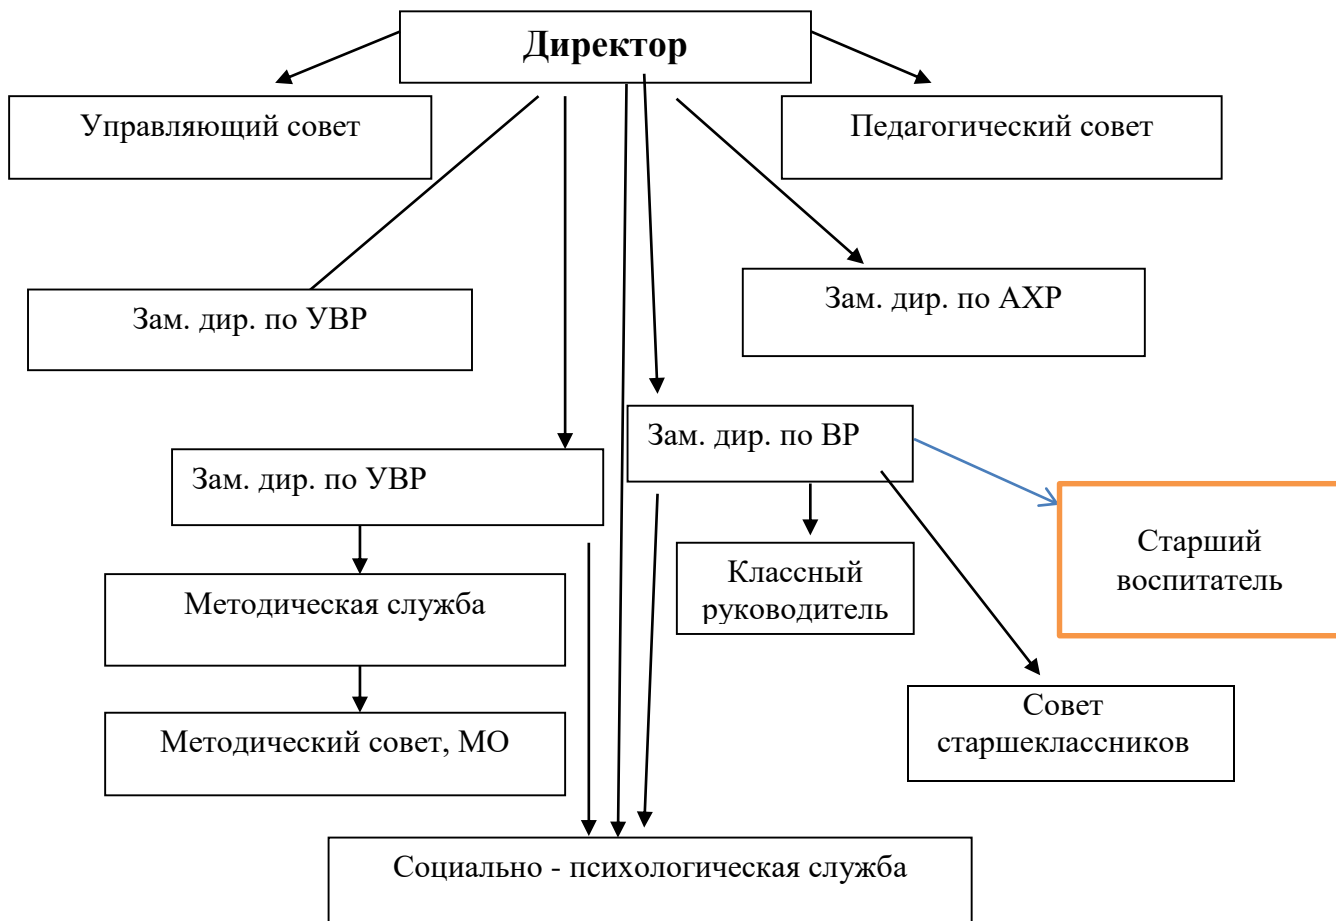 Директор
Управляющий совет
Педагогический совет
Зам. дир. по АХР
Зам. дир. по УВР
Зам. дир. по ВР
Зам. дир. по УВР
Старший
воспитатель
Классный
руководитель
Методическая служба
Совет
старшеклассников
Методический совет, МО
Социально - психологическая служба